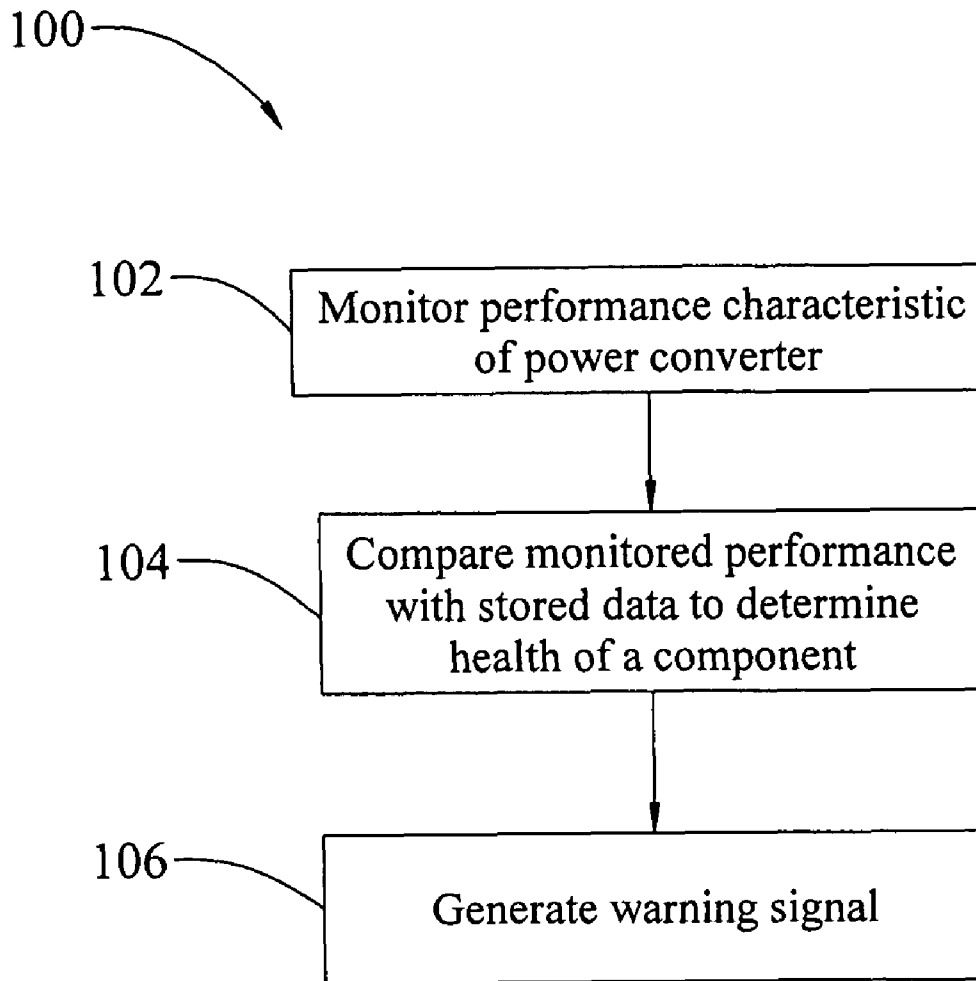 100
102
Monitor performance characteristic
of power converter
104
Compare monitored performance
with stored data to determine
health of a component
106
Generate warning signal